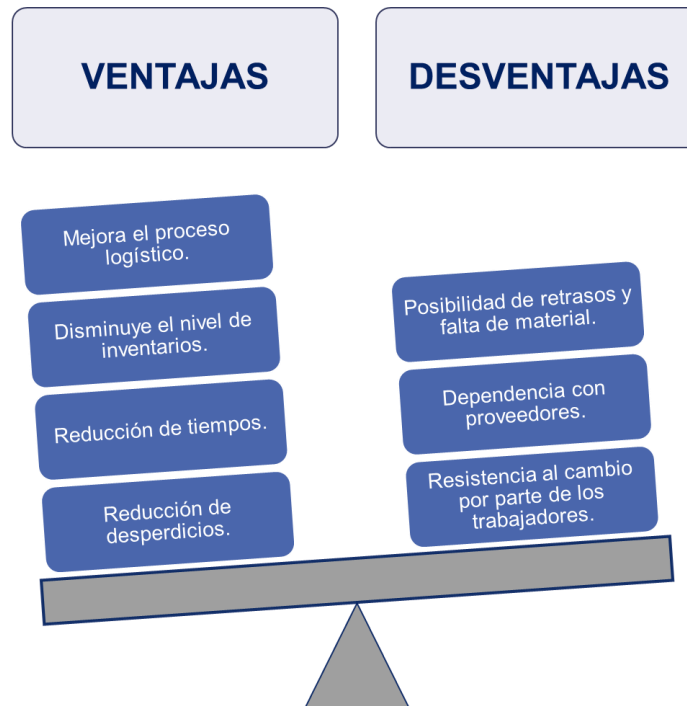 VENTAJAS
DESVENTAJAS
Mejora el proceso
logístico.
Disminuye el nivel de
inventarios.
Reducción de tiempos.
Reducción de
desperdicios.
Posibilidad de retrasos y
falta de material.
Dependencia con
proveedores.
Resistencia al cambio
por parte de los
trabajadores.